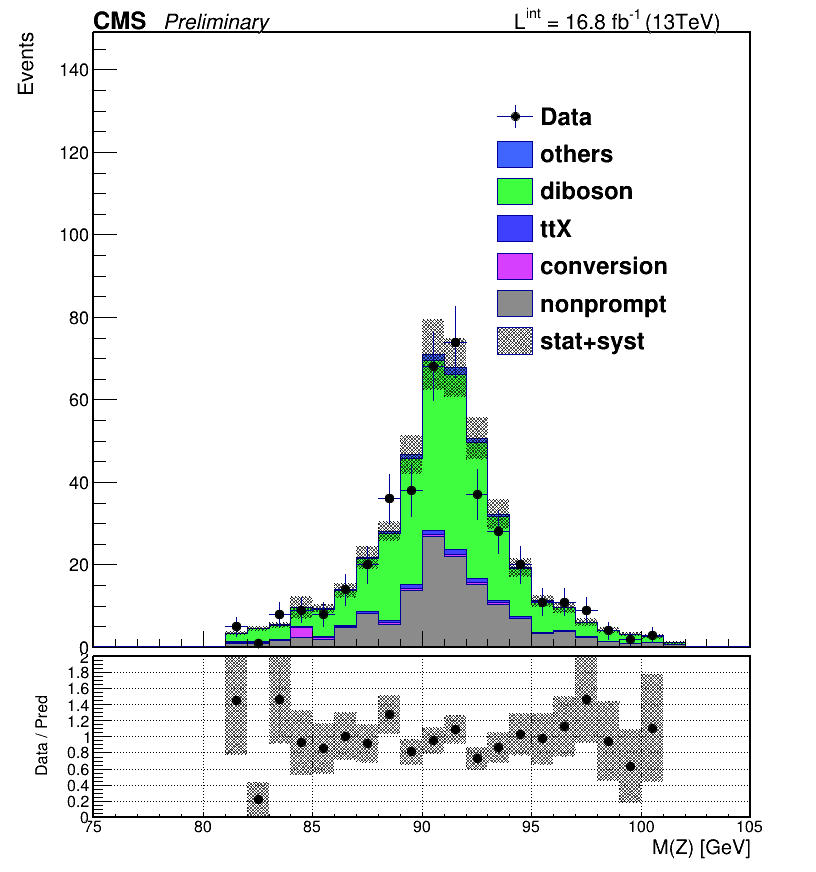 CMS Preliminary L^int = 16.8 fb^-1 (13TeV)
Events
140
120
100
80
60
40
20
0
Data
others
diboson
ttX
conversion
nonprompt
stat+syst
Data / Pred
2
1.8
1.6
1.4
1.2
1
0.8
0.6
0.4
0.2
0
75 80 85 90 95 100 105
M(Z) [GeV]